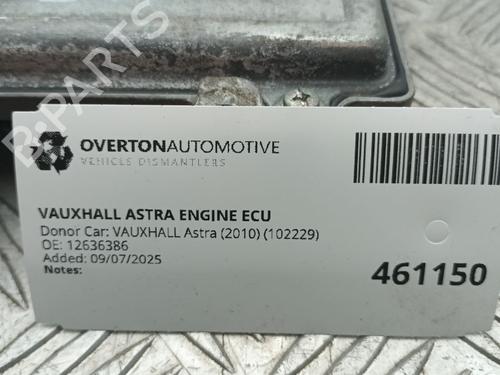 OVERTONAUTOMOTIVE
VEHICLE DISMANTLERS
VAUXHALL ASTRA ENGINE ECU
Donor Car: VAUXHALL Astra (2010) (102229)
OE: 12636386
Added: 09/07/2025
Notes:
461150
B-PARTS